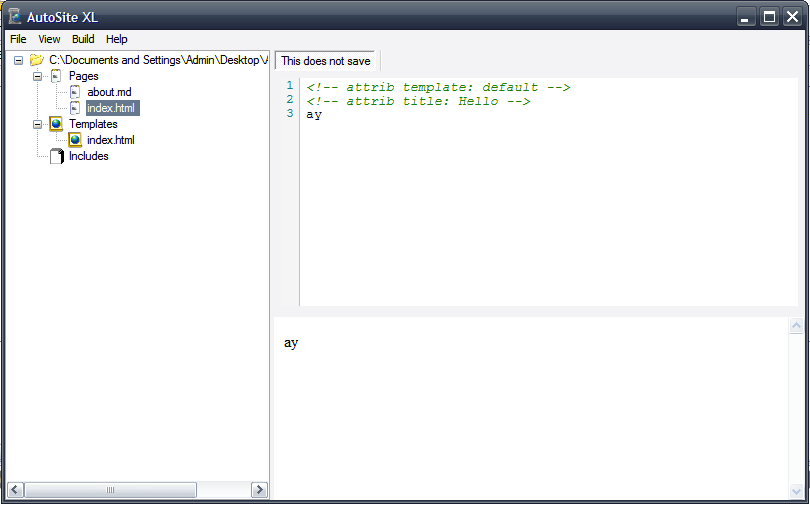 AutoSite XL
File View Build Help
C:\Documents and Settings\Admin\Desktop\
Pages
about.md
index.html
Templates
index.html
Includes
This does not save
1 <!-- attrib template: default -->
2 <!-- attrib title: Hello -->
3 ay
ay